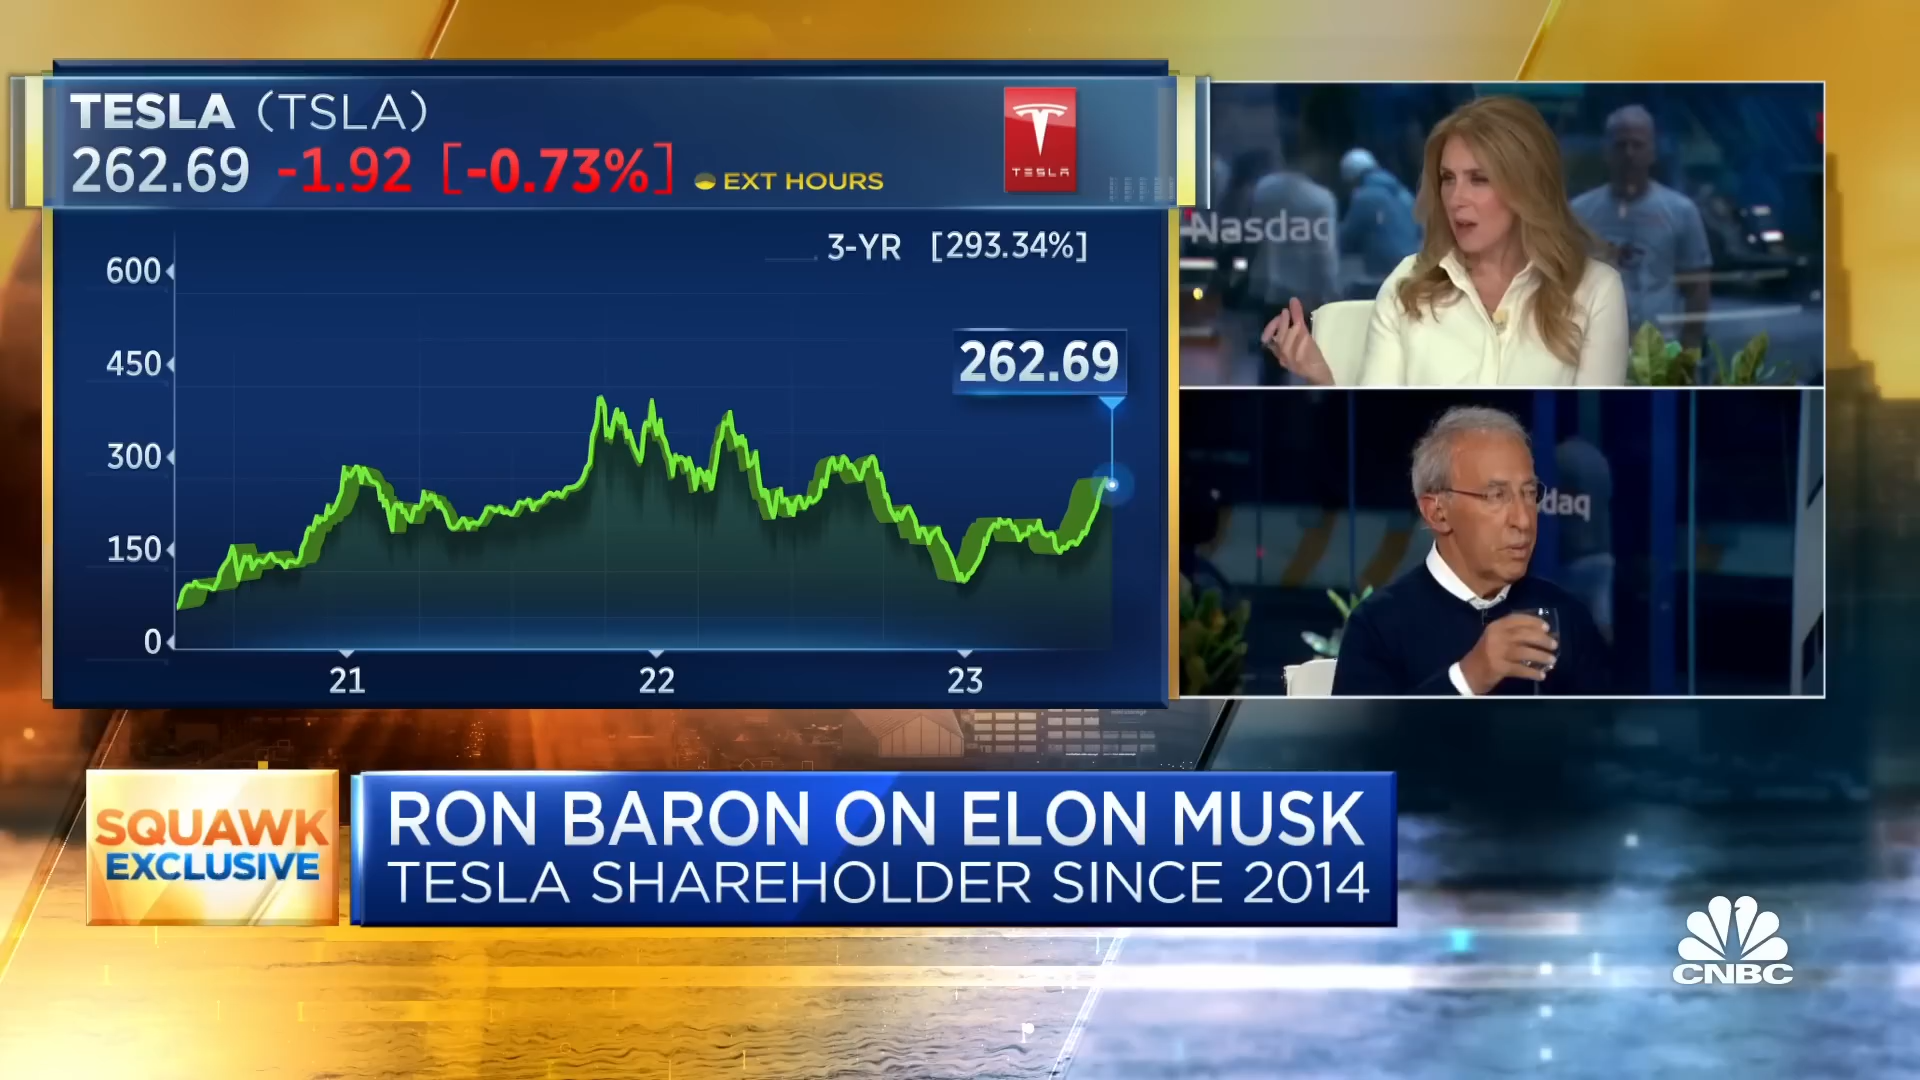 TESLA (TSLA)
262.69 -1.92 [-0.73%] EXT HOURS
TESLA
3-YR [293.34%]
600
450
300
150
0
262.69
21 22 23
Nasdaq
daq
SQUAWK
EXCLUSIVE
RON BARON ON ELON MUSK
TESLA SHAREHOLDER SINCE 2014
CNBC